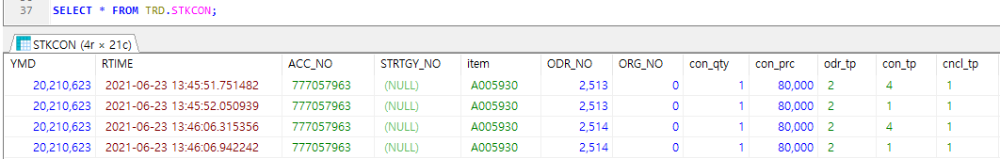 37 SELECT * FROM TRD.STKCON;
STKCON (4r × 21c)
YMD RTIME ACC_NO STRTGY_NO item ODR_NO ORG_NO con_qty con_prc odr_tp con_tp cncl_tp
20,210,623 2021-06-23 13:45:51.751482 777057963 (NULL) A005930 2,513 0 1 80,000 2 4 1
20,210,623 2021-06-23 13:45:52.050939 777057963 (NULL) A005930 2,513 0 1 80,000 2 1 1
20,210,623 2021-06-23 13:46:06.315356 777057963 (NULL) A005930 2,514 0 1 80,000 2 4 1
20,210,623 2021-06-23 13:46:06.942242 777057963 (NULL) A005930 2,514 0 1 80,000 2 1 1